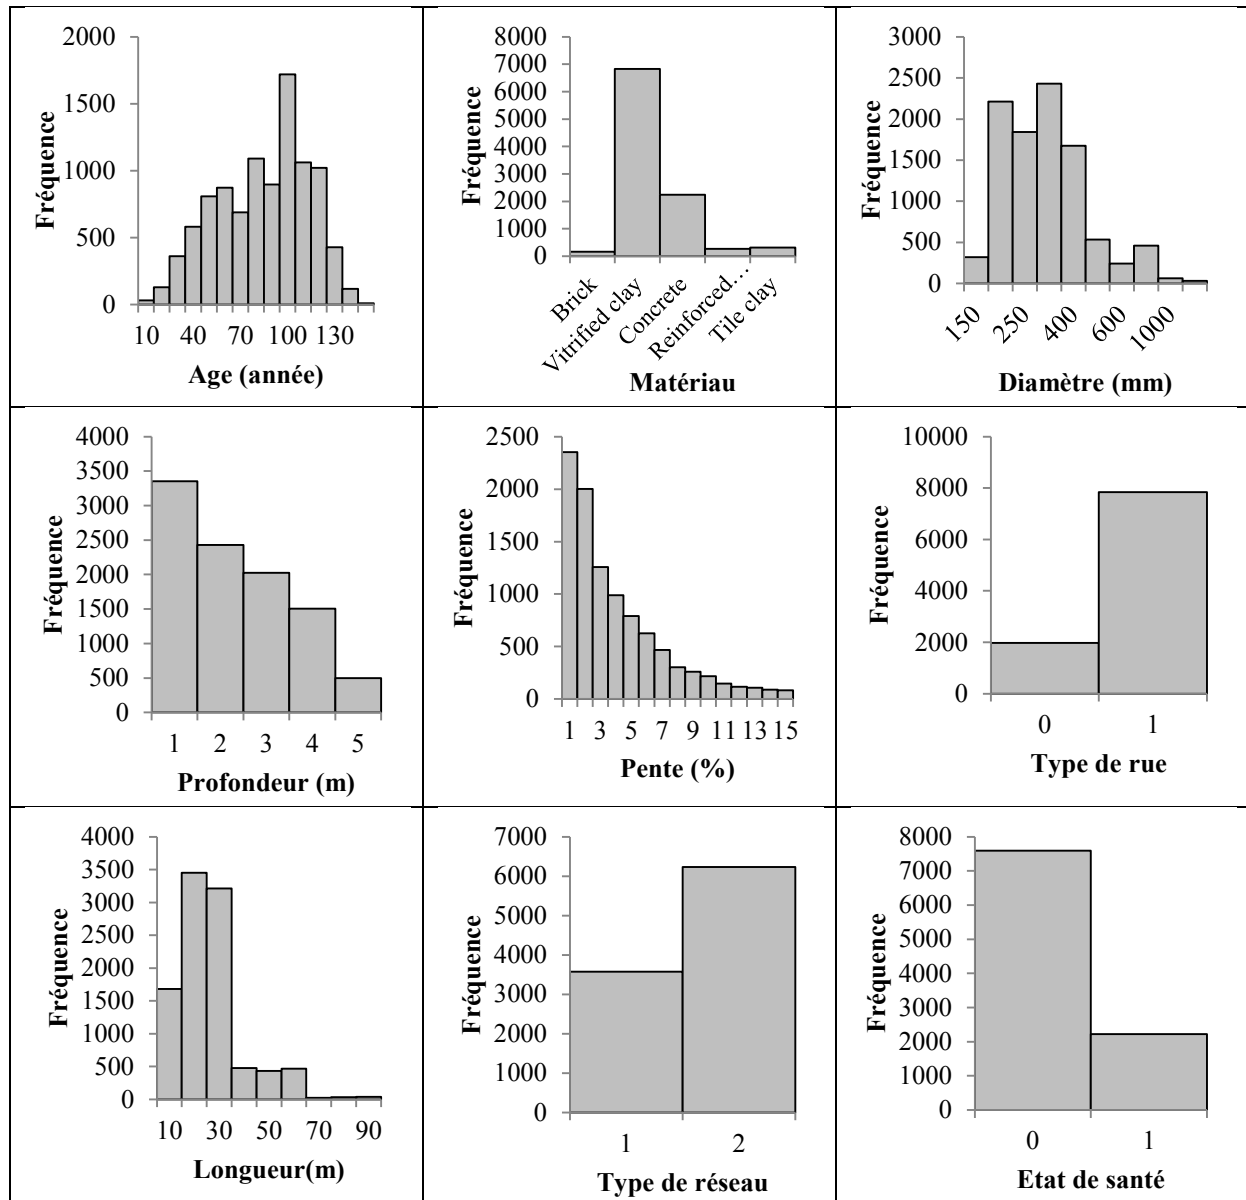 2000
1500
1000
500
0
Fréquence
10 40 70 100 130
Age (année)
8000
7000
6000
5000
4000
3000
2000
1000
0
Fréquence
Brick
Vitrified clay
Concrete
Reinforced…
Tile clay
Matériau
3000
2500
2000
1500
1000
500
0
Fréquence
150
250
400
600
1000
Diamètre (mm)
4000
3500
3000
2500
2000
1500
1000
500
0
Fréquence
1 2 3 4 5
Profondeur (m)
2500
2000
1500
1000
500
0
Fréquence
1 3 5 7 9 11 13 15
Pente (%)
10000
8000
6000
4000
2000
0
Fréquence
0 1
Type de rue
4000
3500
3000
2500
2000
1500
1000
500
0
Fréquence
10 30 50 70 90
Longueur(m)
7000
6000
5000
4000
3000
2000
1000
0
Fréquence
1 2
Type de réseau
8000
7000
6000
5000
4000
3000
2000
1000
0
Fréquence
0 1
Etat de santé